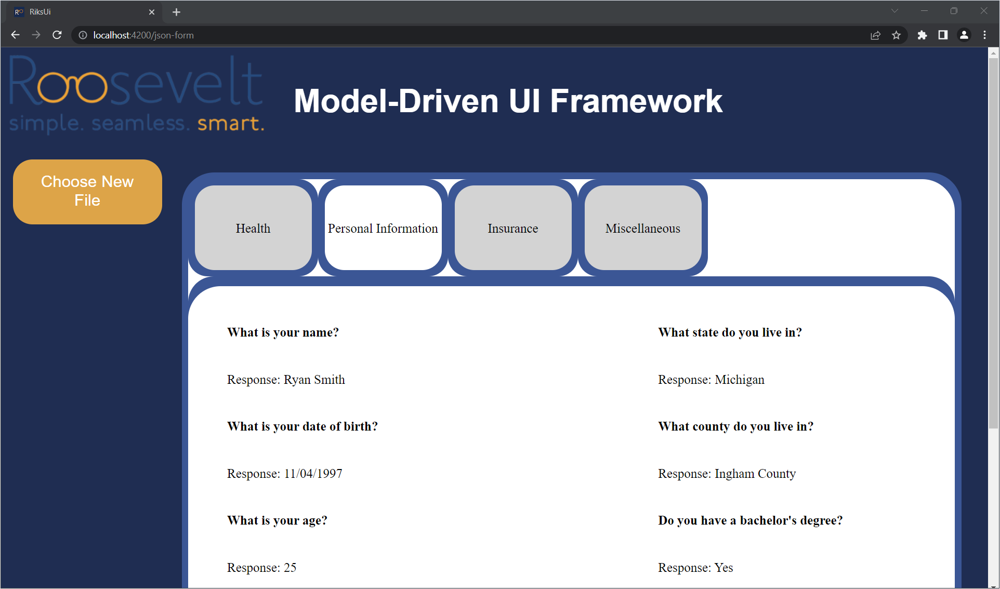 RiksUi
localhost:4200/json-form
Roosevelt
simple. seamless. smart.
Model-Driven UI Framework
Choose New
File
Health
Personal Information
Insurance
Miscellaneous
What is your name?
What state do you live in?
Response: Ryan Smith
Response: Michigan
What is your date of birth?
What county do you live in?
Response: 11/04/1997
Response: Ingham County
What is your age?
Do you have a bachelor's degree?
Response: 25
Response: Yes